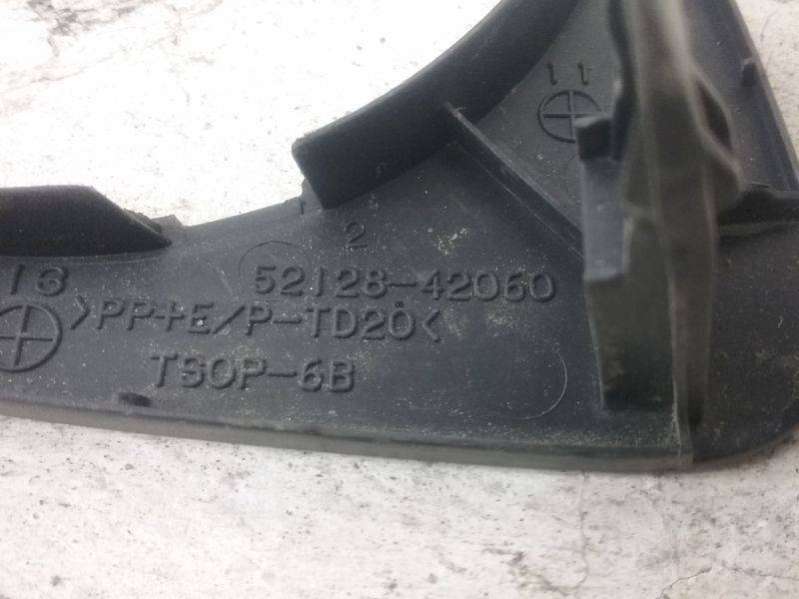 11
2
52128-42060
13
>PP+E/P-TD20<
TSOP-6B